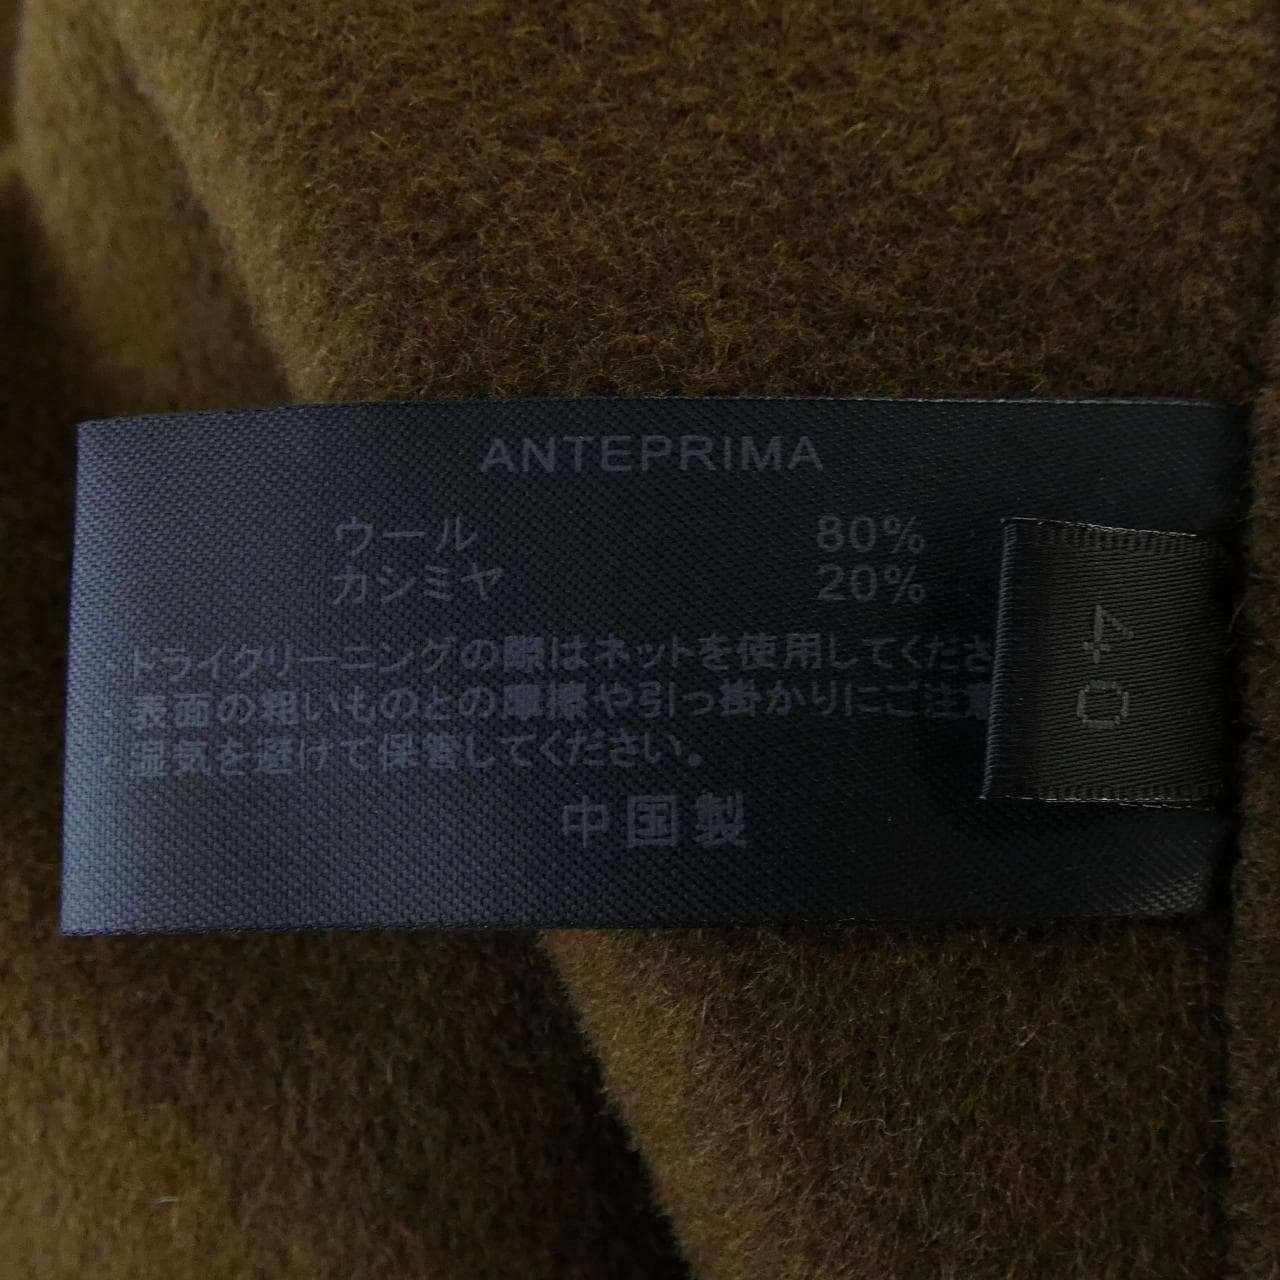 ANTEPRIMA
ウール 80%
カシミヤ 20%
・ドライクリーニングの際はネットを使用してくださ
・表面の粗いものとの摩擦や引っ掛かりにご注意
・湿気を避けて保管してください。
中国製
40